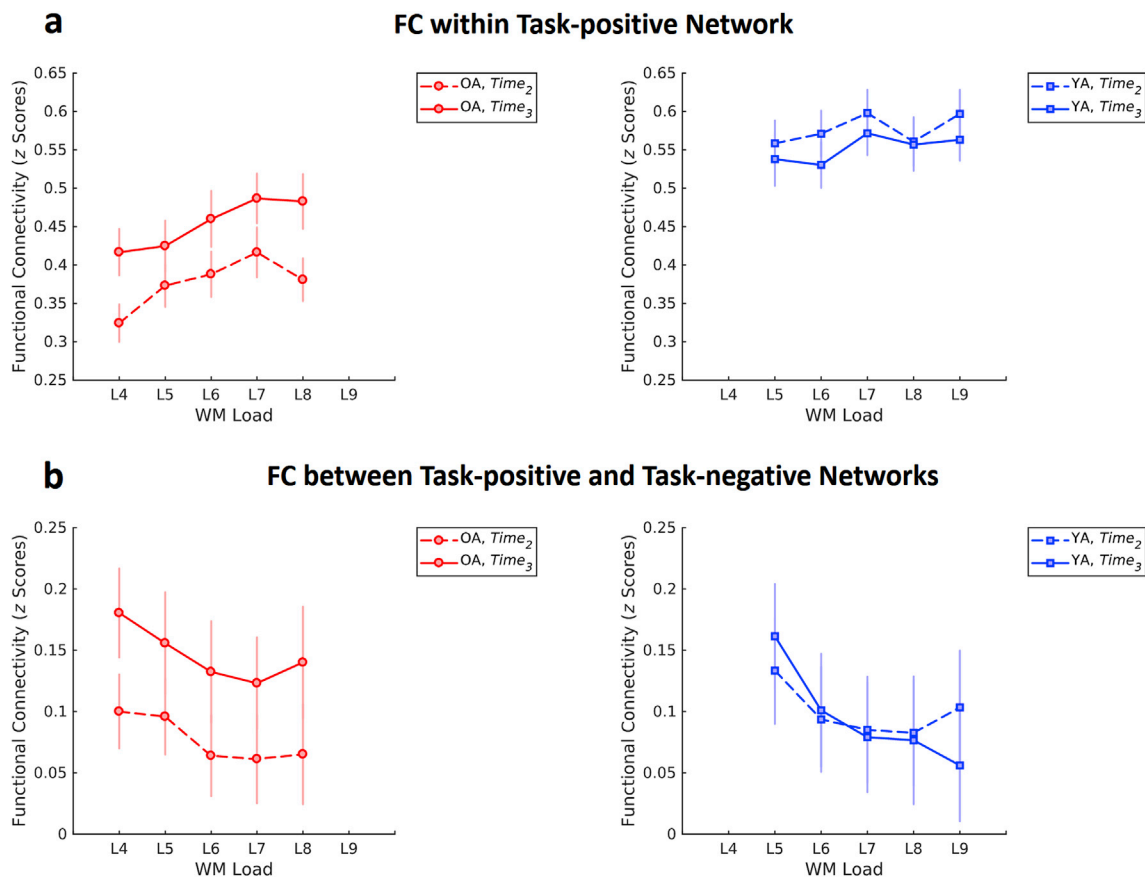 a
FC within Task-positive Network
Functional Connectivity (z Scores)
0.65
0.6
0.55
0.5
0.45
0.4
0.35
0.3
0.25
L4 L5 L6 L7 L8 L9
WM Load
OA, Time2
OA, Time3
Functional Connectivity (z Scores)
0.65
0.6
0.55
0.5
0.45
0.4
0.35
0.3
0.25
L4 L5 L6 L7 L8 L9
WM Load
YA, Time2
YA, Time3
b
FC between Task-positive and Task-negative Networks
Functional Connectivity (z Scores)
0.25
0.2
0.15
0.1
0.05
0
L4 L5 L6 L7 L8 L9
WM Load
OA, Time2
OA, Time3
Functional Connectivity (z Scores)
0.25
0.2
0.15
0.1
0.05
0
L4 L5 L6 L7 L8 L9
WM Load
YA, Time2
YA, Time3